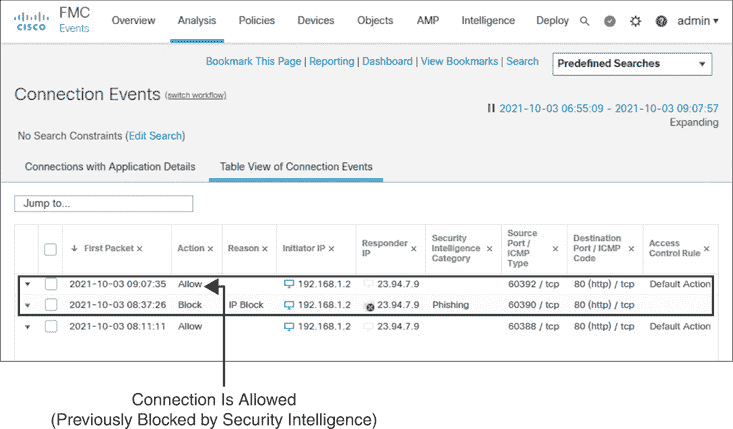 CISCO
FMC
Events
Overview Analysis Policies Devices Objects AMP Intelligence Deploy admin
Bookmark This Page | Reporting | Dashboard | View Bookmarks | Search
Predefined Searches
Connection Events (switch workflow)
2021-10-03 06:55:09 - 2021-10-03 09:07:57
Expanding
No Search Constraints (Edit Search)
Connections with Application Details Table View of Connection Events
Jump to...
First Packet × Action × Reason × Initiator IP × Responder IP × Security Intelligence Category × Source Port / ICMP Type × Destination Port / ICMP Code × Access Control Rule ×
2021-10-03 09:07:35 Allow 192.168.1.2 23.94.7.9 60392 / tcp 80 (http) / tcp Default Action
2021-10-03 08:37:26 Block IP Block 192.168.1.2 23.94.7.9 Phishing 60390 / tcp 80 (http) / tcp
2021-10-03 08:11:11 Allow 192.168.1.2 23.94.7.9 60388 / tcp 80 (http) / tcp Default Action
Connection Is Allowed
(Previously Blocked by Security Intelligence)